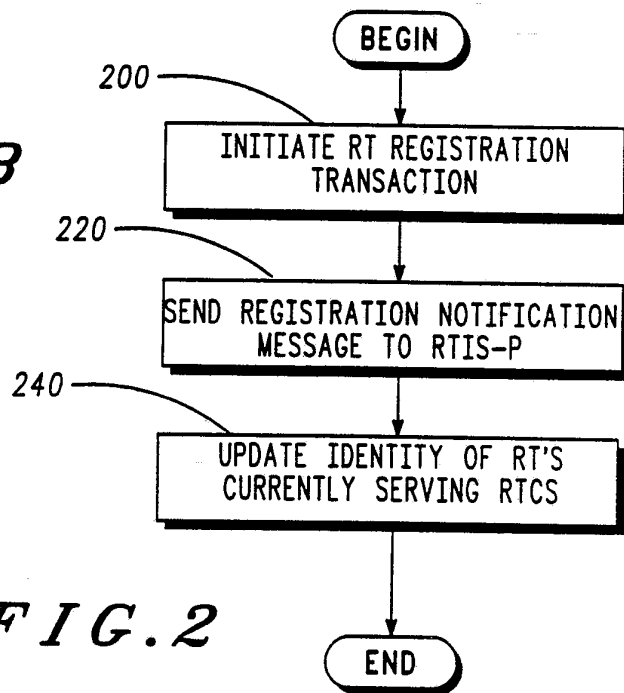 BEGIN
200
INITIATE RT REGISTRATION
TRANSACTION
220
SEND REGISTRATION NOTIFICATION
MESSAGE TO RTIS-P
240
UPDATE IDENTITY OF RT'S
CURRENTLY SERVING RTCS
FIG.2
END